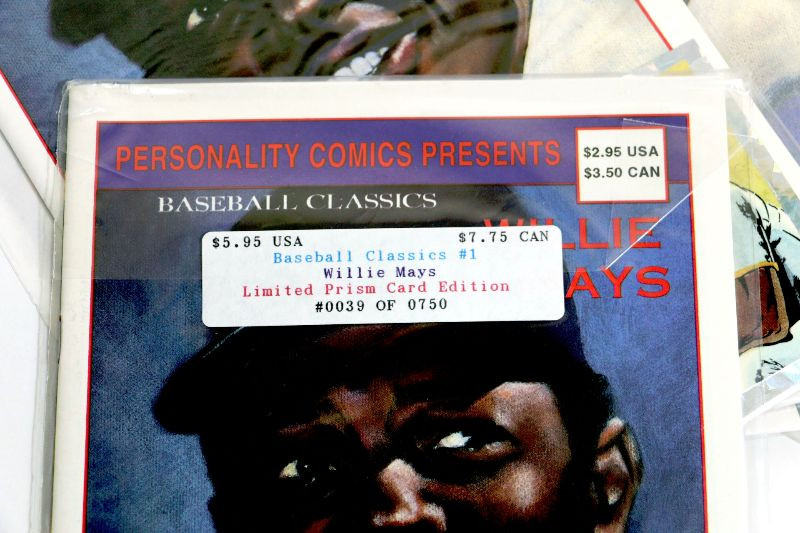 PERSONALITY COMICS PRESENTS
$2.95 USA
$3.50 CAN
BASEBALL CLASSICS
$5.95 USA $7.75 CAN
Baseball Classics #1
Willie Mays
Limited Prism Card Edition
#0039 OF 0750